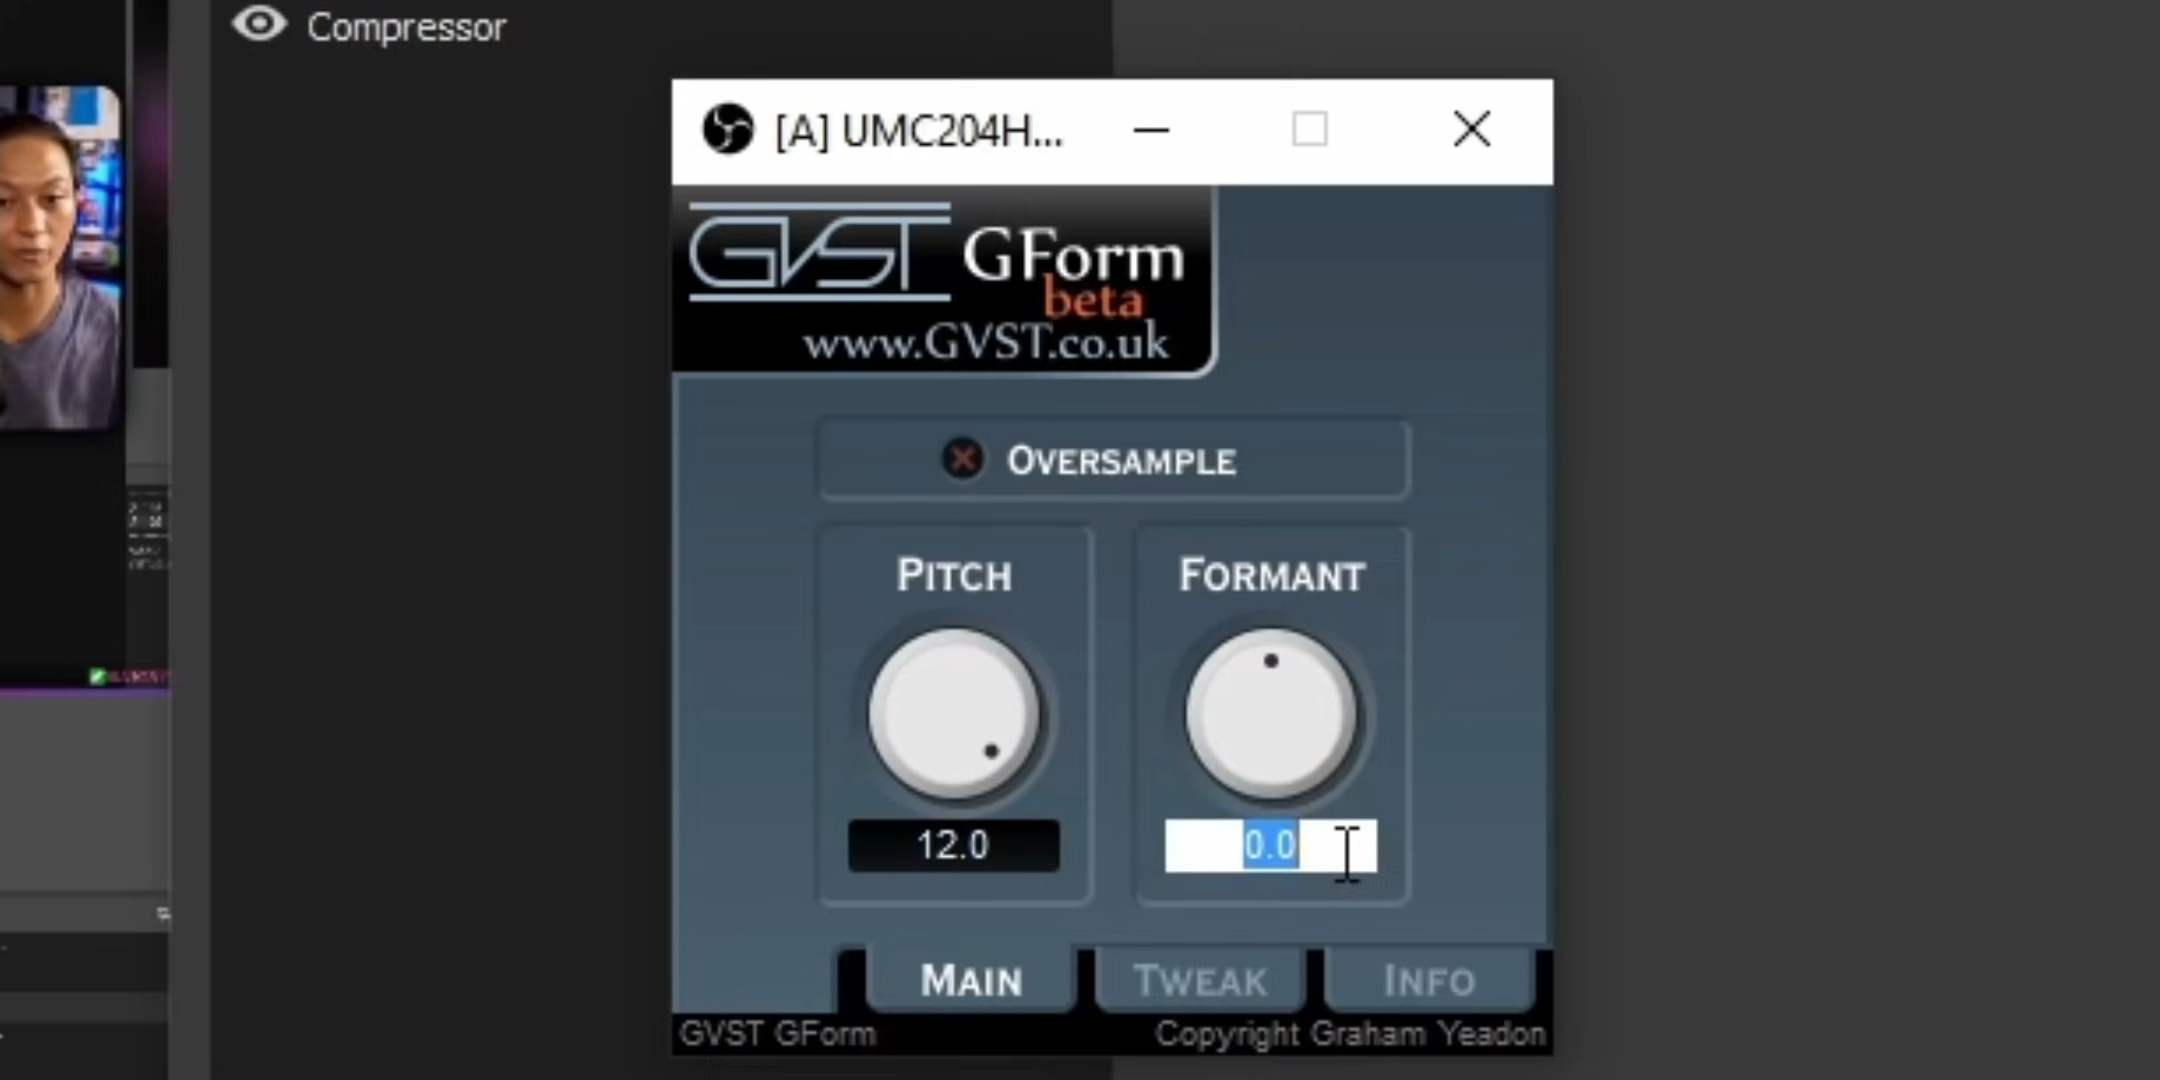 Compressor
[A] UMC204H...
GVST GForm
beta
www.GVST.co.uk
OVERSAMPLE
PITCH
FORMANT
12.0
0.0
MAIN
TWEAK
INFO
GVST GForm
Copyright Graham Yeadon